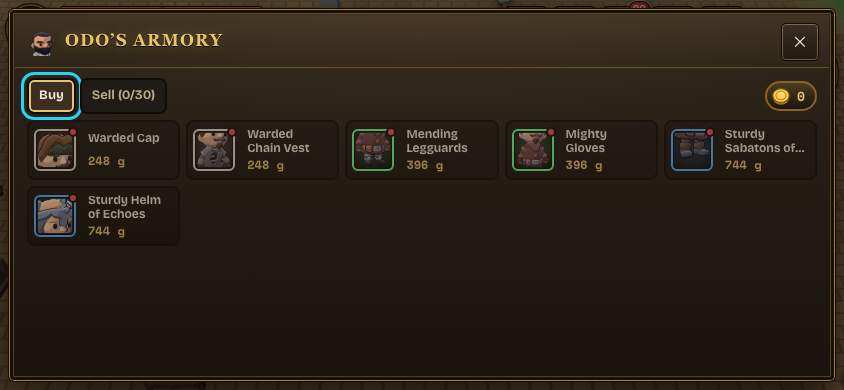 ODO'S ARMORY
Buy
Sell (0/30)
0
Warded Cap
248 g
Warded
Chain Vest
248 g
Mending
Legguards
396 g
Mighty
Gloves
396 g
Sturdy
Sabatons of...
744 g
Sturdy Helm
of Echoes
744 g